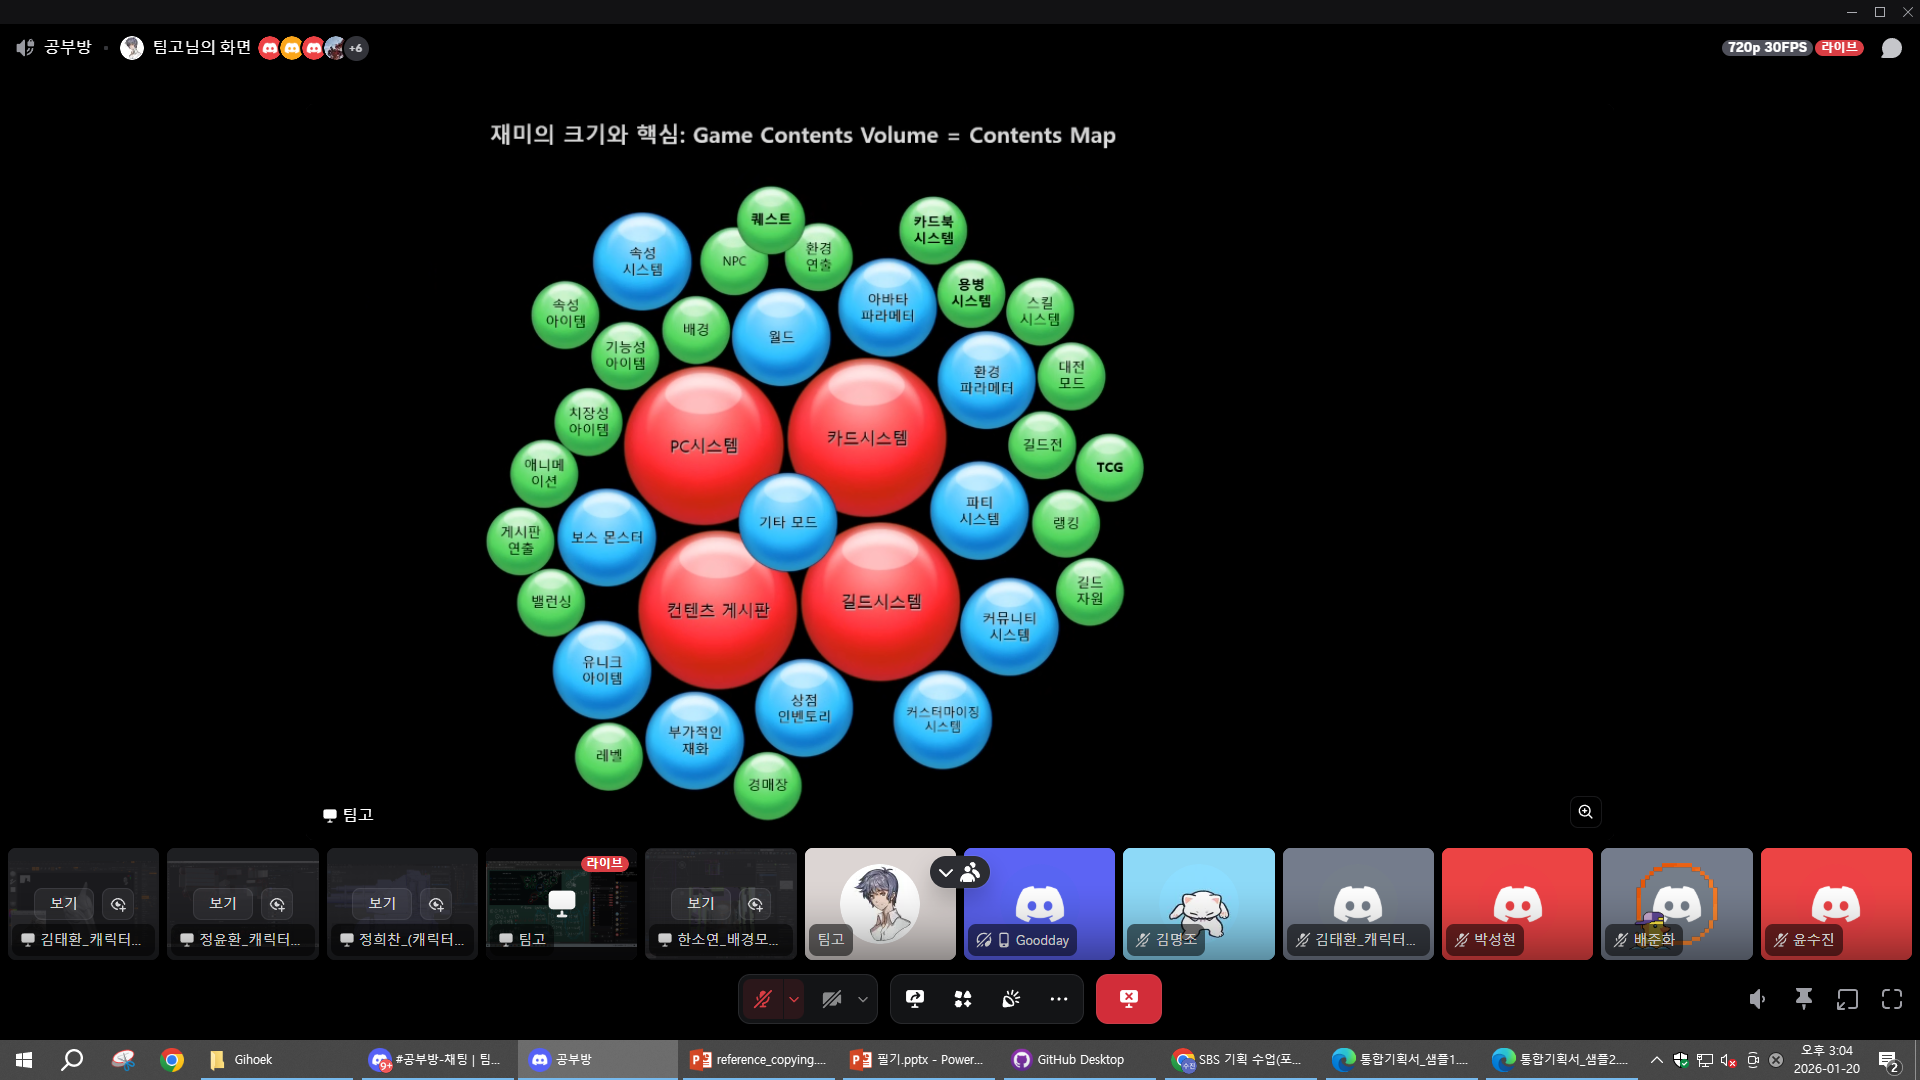 공부방
팀고님의 화면
+6
720p 30FPS
라이브
재미의 크기와 핵심: Game Contents Volume = Contents Map
퀘스트
카드북
시스템
속성
시스템
NPC
환경
연출
용병
시스템
아바타
파라메터
스킬
시스템
속성
아이템
배경
월드
기능성
아이템
환경
파라메터
대전
모드
치장성
아이템
PC시스템
카드시스템
길드전
TCG
애니메
이션
파티
시스템
랭킹
기타 모드
게시판
연출
보스 몬스터
길드
자원
밸런싱
컨텐츠 게시판
길드시스템
커뮤니티
시스템
유니크
아이템
상점
인벤토리
커스터마이징
시스템
부가적인
재화
레벨
경매장
팀고
라이브
보기
보기
보기
보기
김태환_캐릭터...
정윤환_캐릭터...
정희찬_(캐릭터...
팀고
한소연_배경모...
팀고
Goodday
김명조
김태환_캐릭터...
박성현
배준화
윤수진
Gihoek
9+
#공부방-채팅 | 팀...
공부방
reference_copying....
필기.pptx - Power...
GitHub Desktop
수진
SBS 기획 수업(포...
통합기획서_샘플1....
통합기획서_샘플2....
오후 3:04
2026-01-20
2